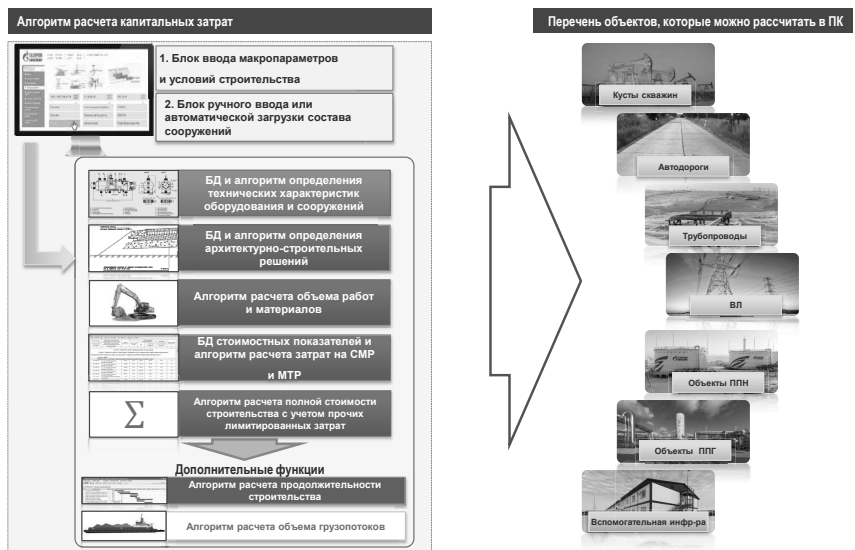 Алгоритм расчета капитальных затрат
1. Блок ввода макропараметров
и условий строительства
2. Блок ручного ввода или
автоматической загрузки состава
сооружений
БД и алгоритм определения
технических характеристик
оборудования и сооружений
БД и алгоритм определения
архитектурно-строительных
решений
Алгоритм расчета объема работ
и материалов
БД стоимостных показателей и
алгоритм расчета затрат на СМР
и МТР
Σ
Алгоритм расчета полной стоимости
строительства с учетом прочих
лимитированных затрат
Дополнительные функции
Алгоритм расчета продолжительности
строительства
Алгоритм расчета объема грузопотоков
Перечень объектов, которые можно рассчитать в ПК
Кусты скважин
Автодороги
Трубопроводы
ВЛ
Объекты ППН
Объекты ППГ
Вспомогательная инфр-ра